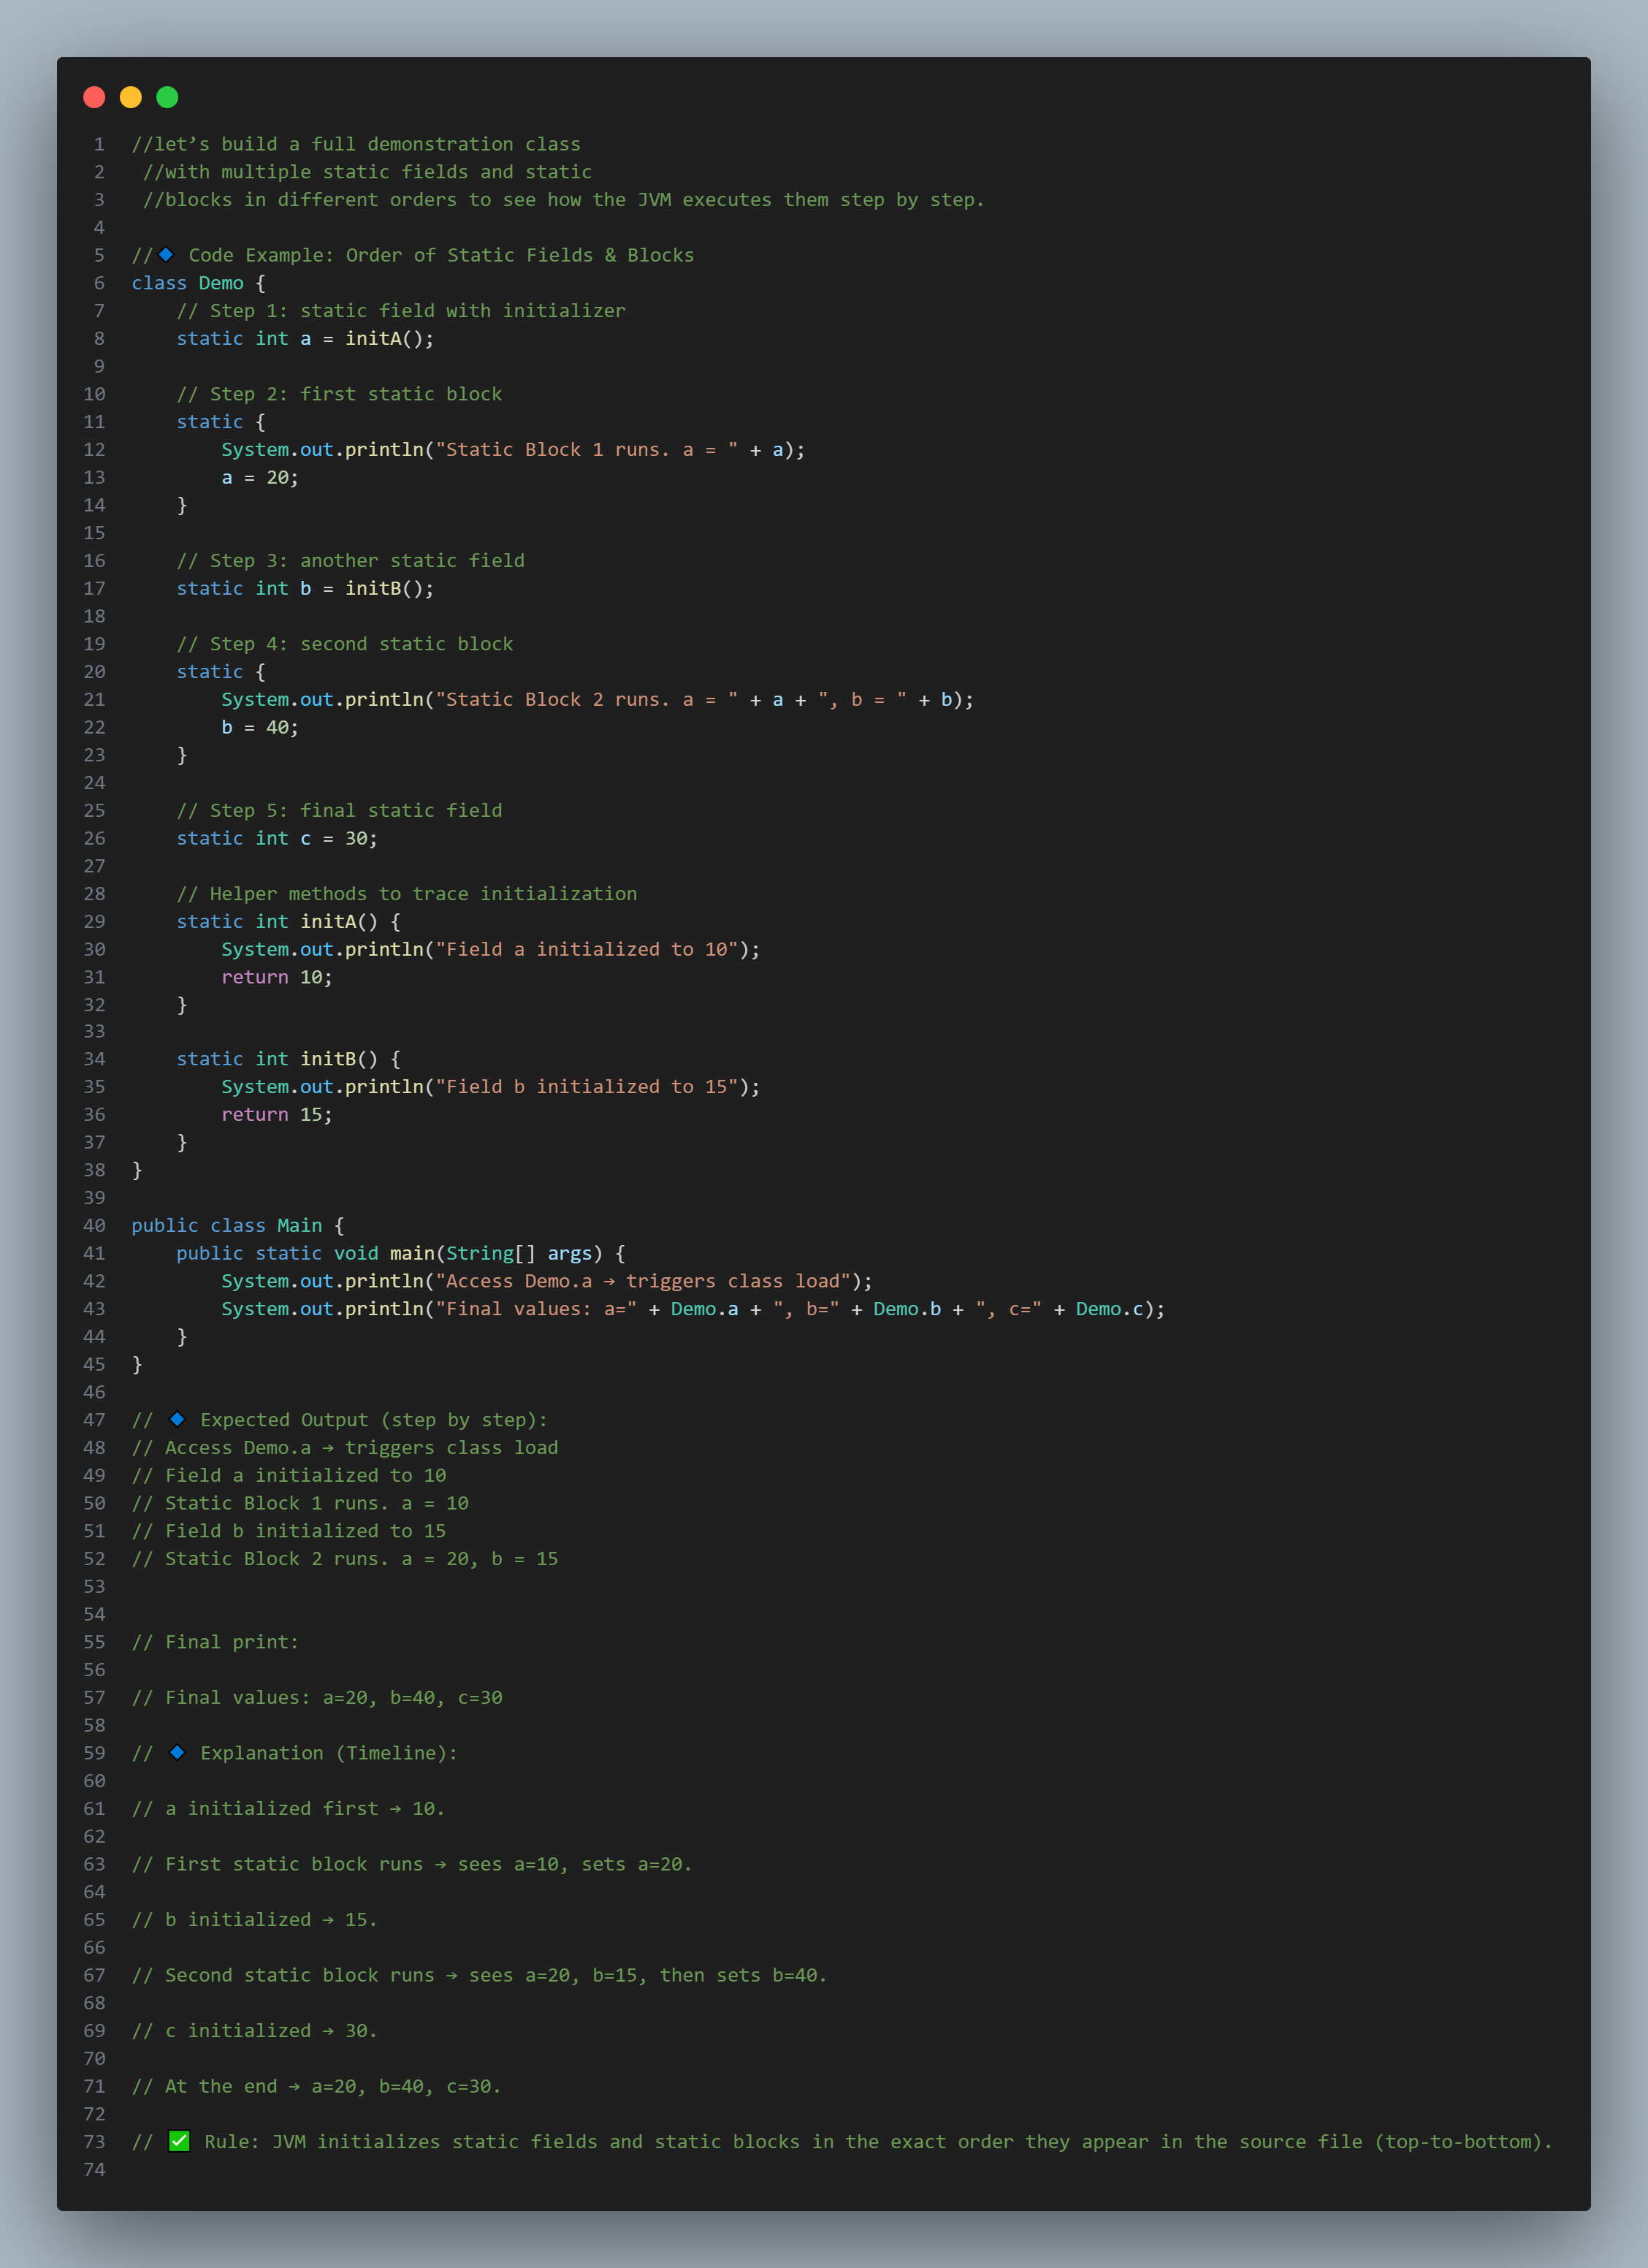 1 //let’s build a full demonstration class
2  //with multiple static fields and static
3  //blocks in different orders to see how the JVM executes them step by step.
4
5 //🔹 Code Example: Order of Static Fields & Blocks
6 class Demo {
7     // Step 1: static field with initializer
8     static int a = initA();
9
10     // Step 2: first static block
11     static {
12         System.out.println("Static Block 1 runs. a = " + a);
13         a = 20;
14     }
15
16     // Step 3: another static field
17     static int b = initB();
18
19     // Step 4: second static block
20     static {
21         System.out.println("Static Block 2 runs. a = " + a + ", b = " + b);
22         b = 40;
23     }
24
25     // Step 5: final static field
26     static int c = 30;
27
28     // Helper methods to trace initialization
29     static int initA() {
30         System.out.println("Field a initialized to 10");
31         return 10;
32     }
33
34     static int initB() {
35         System.out.println("Field b initialized to 15");
36         return 15;
37     }
38 }
39
40 public class Main {
41     public static void main(String[] args) {
42         System.out.println("Access Demo.a → triggers class load");
43         System.out.println("Final values: a=" + Demo.a + ", b=" + Demo.b + ", c=" + Demo.c);
44     }
45 }
46
47 // 🔹 Expected Output (step by step):
48 // Access Demo.a → triggers class load
49 // Field a initialized to 10
50 // Static Block 1 runs. a = 10
51 // Field b initialized to 15
52 // Static Block 2 runs. a = 20, b = 15
53
54
55 // Final print:
56
57 // Final values: a=20, b=40, c=30
58
59 // 🔹 Explanation (Timeline):
60
61 // a initialized first → 10.
62
63 // First static block runs → sees a=10, sets a=20.
64
65 // b initialized → 15.
66
67 // Second static block runs → sees a=20, b=15, then sets b=40.
68
69 // c initialized → 30.
70
71 // At the end → a=20, b=40, c=30.
72
73 // ✅ Rule: JVM initializes static fields and static blocks in the exact order they appear in the source file (top-to-bottom).
74